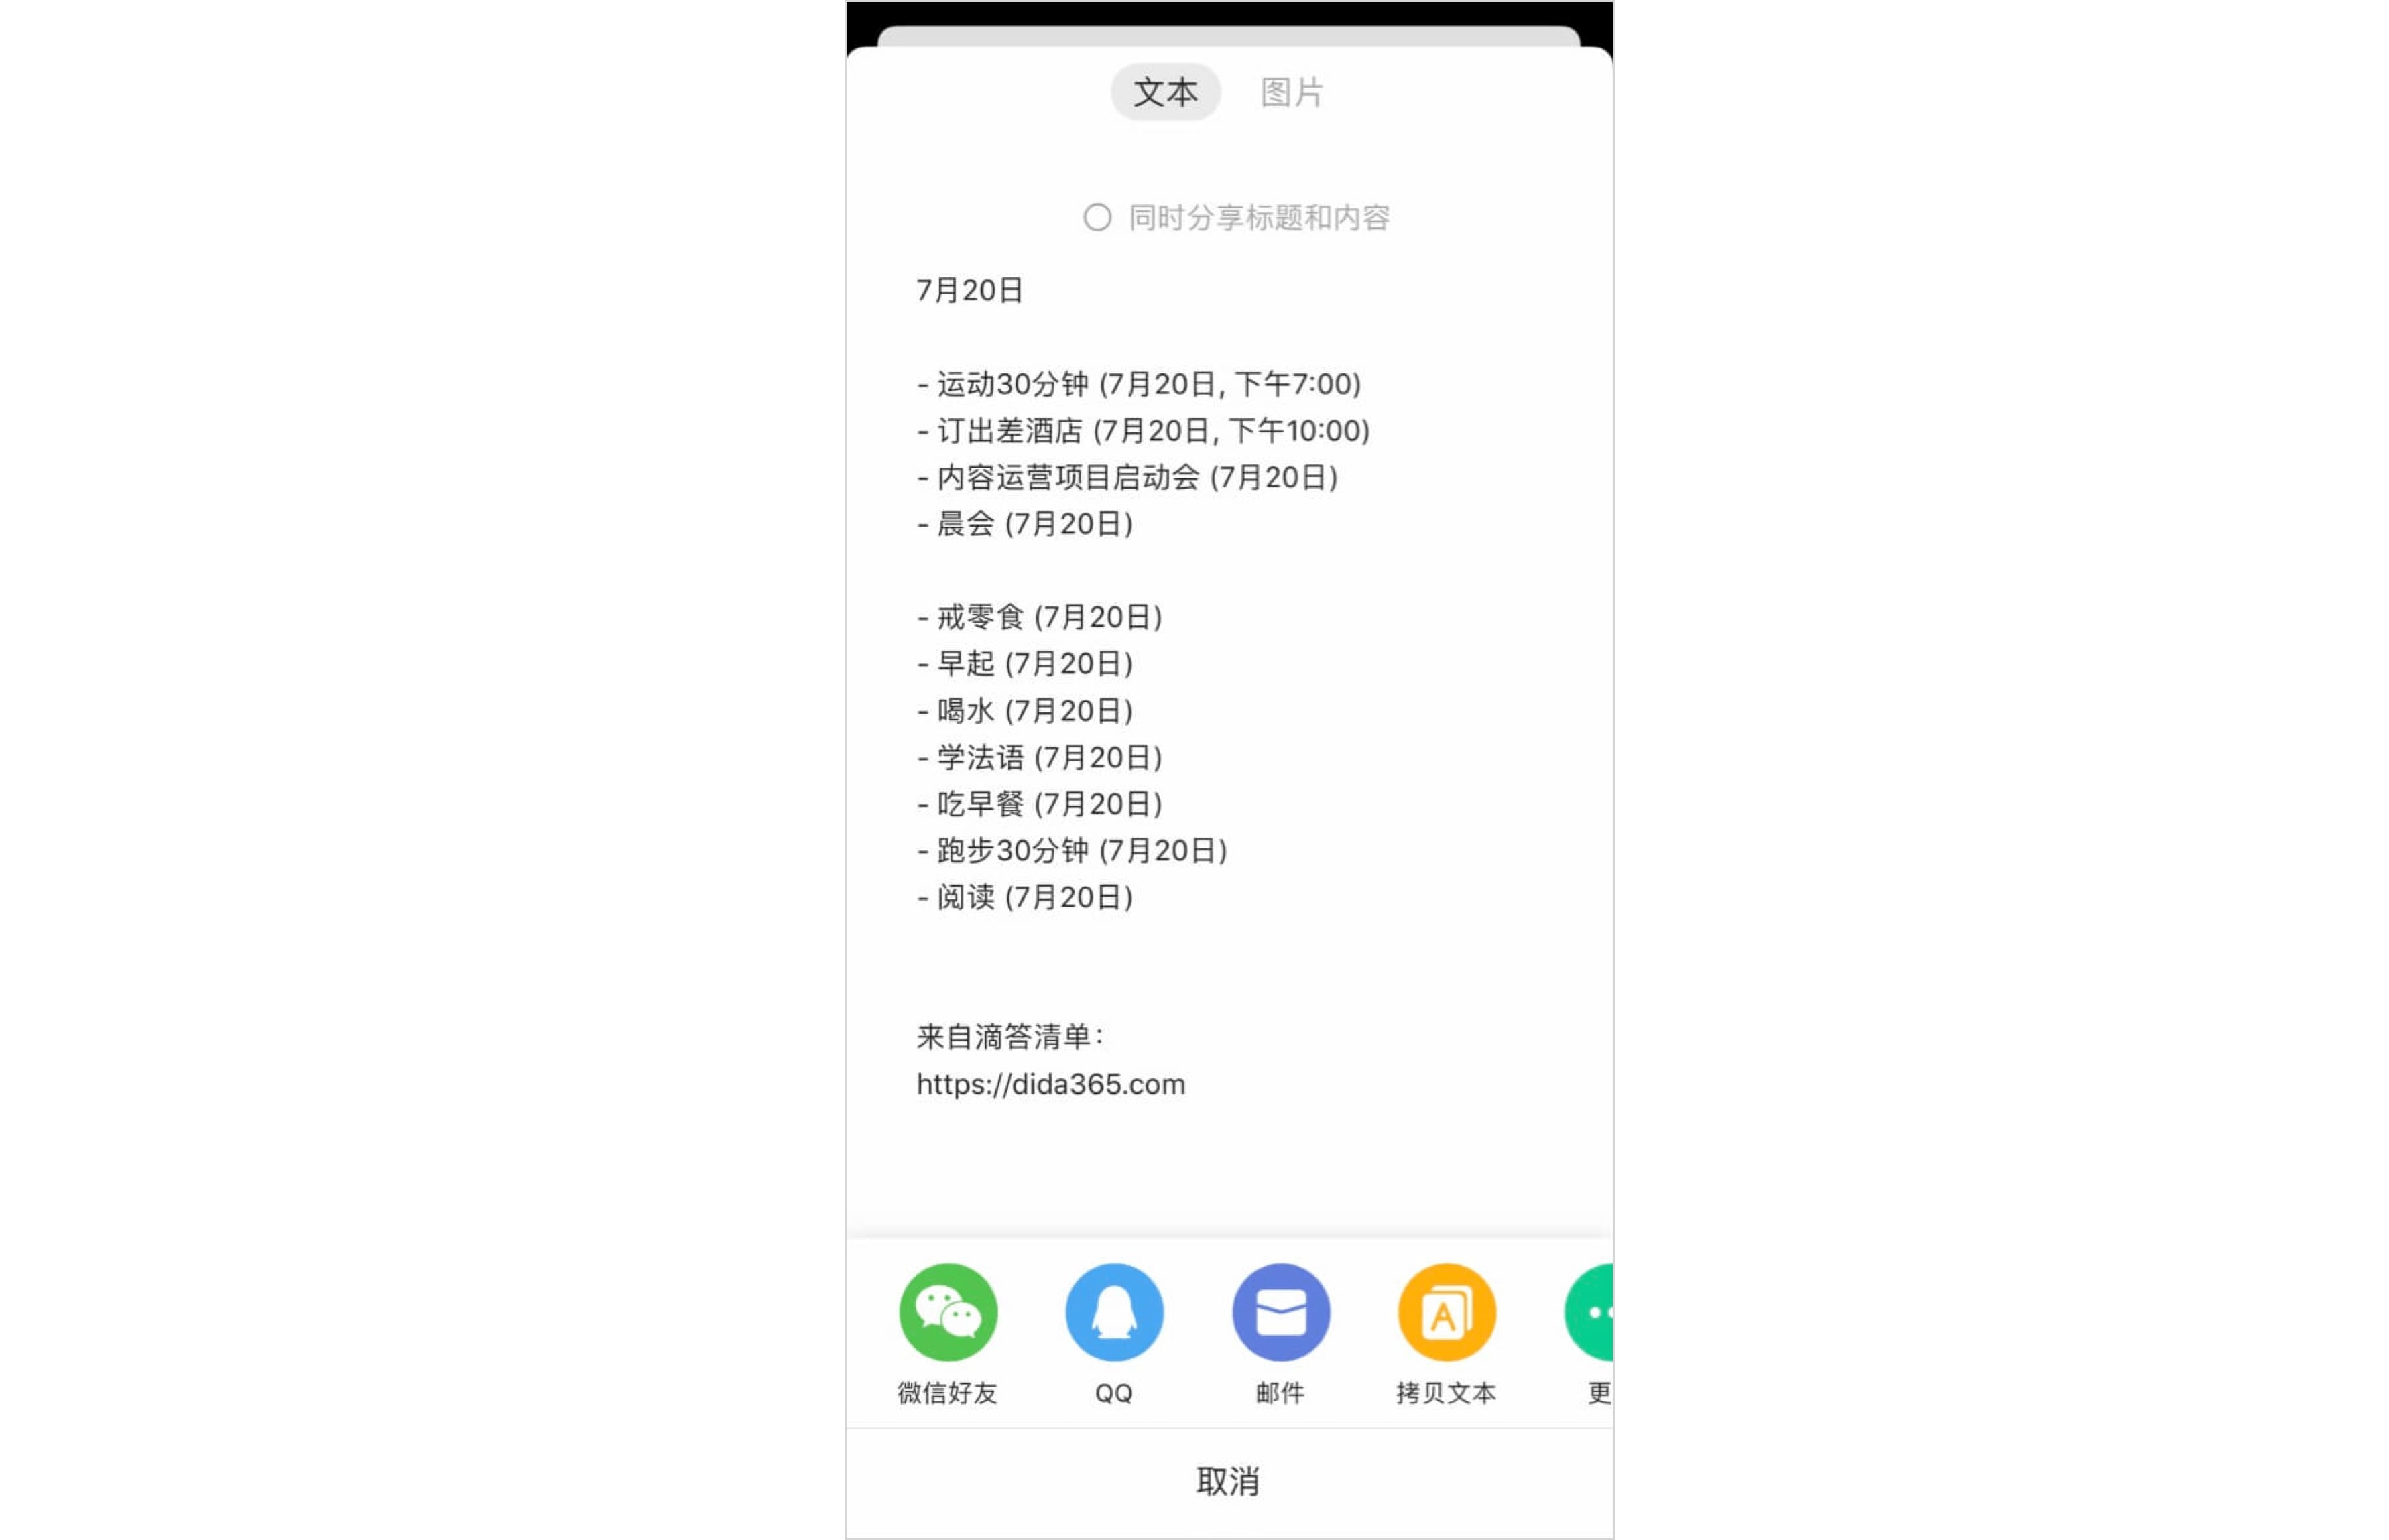 文本 图片
同时分享标题和内容
7月20日
- 运动30分钟 (7月20日, 下午7:00)
- 订出差酒店 (7月20日, 下午10:00)
- 内容运营项目启动会 (7月20日)
- 晨会 (7月20日)
- 戒零食 (7月20日)
- 早起 (7月20日)
- 喝水 (7月20日)
- 学法语 (7月20日)
- 吃早餐 (7月20日)
- 跑步30分钟 (7月20日)
- 阅读 (7月20日)
来自滴答清单：
https://dida365.com
微信好友 QQ 邮件 拷贝文本 更
取消